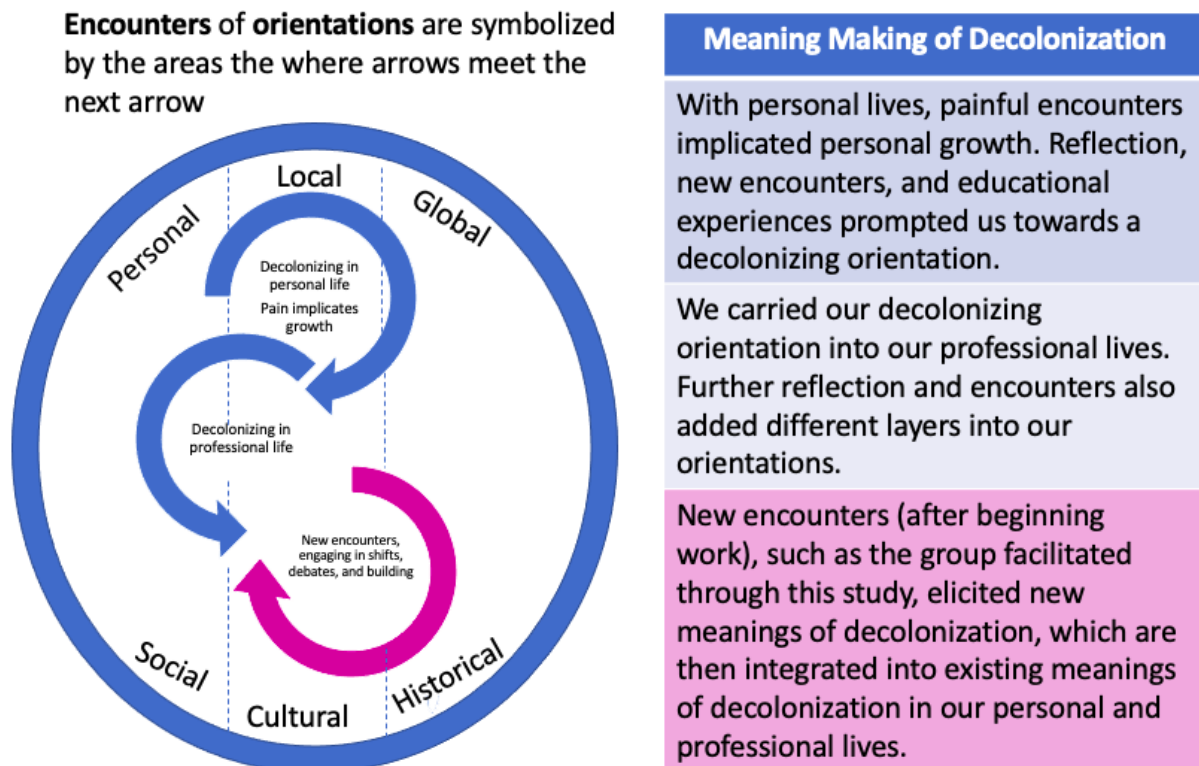 Encounters of orientations are symbolized
by the areas the where arrows meet the
next arrow
Personal
Local
Global
Decolonizing in
personal life
Pain implicates
growth
Decolonizing in
professional life
New encounters,
engaging in shifts,
debates, and building
Social
Cultural
Historical
Meaning Making of Decolonization
With personal lives, painful encounters
implicated personal growth. Reflection,
new encounters, and educational
experiences prompted us towards a
decolonizing orientation.
We carried our decolonizing
orientation into our professional lives.
Further reflection and encounters also
added different layers into our
orientations.
New encounters (after beginning
work), such as the group facilitated
through this study, elicited new
meanings of decolonization, which are
then integrated into existing meanings
of decolonization in our personal and
professional lives.